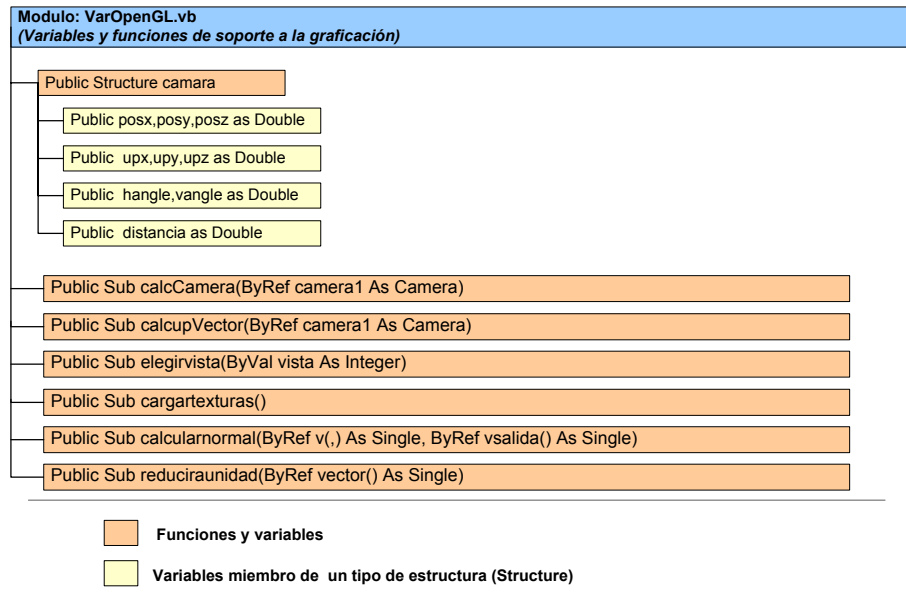 Modulo: VarOpenGL.vb
(Variables y funciones de soporte a la graficación)
Public Structure camara
Public posx,posy,posz as Double
Public upx,upy,upz as Double
Public hangle,vangle as Double
Public distancia as Double
Public Sub calcCamera(ByRef camera1 As Camera)
Public Sub calcupVector(ByRef camera1 As Camera)
Public Sub elegirvista(ByVal vista As Integer)
Public Sub cargartexturas()
Public Sub calcularnormal(ByRef v(,) As Single, ByRef vsalida() As Single)
Public Sub reduciraunidad(ByRef vector() As Single)
Funciones y variables
Variables miembro de un tipo de estructura (Structure)